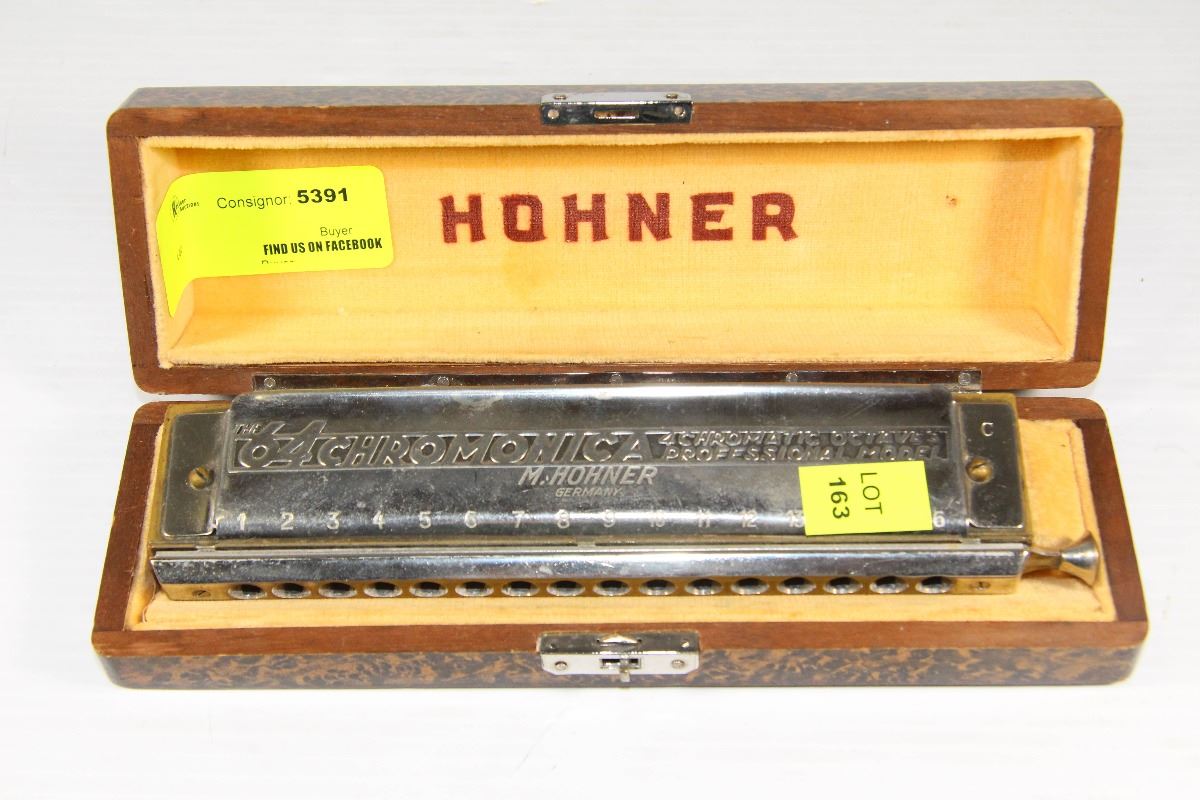 Consignor: 5391
Buyer
FIND US ON FACEBOOK
HOHNER
THE 64 CHROMONICA 4 CHROMATIC OCTAVES
PROFESSIONAL MODEL
M. HOHNER
GERMANY
C
1 2 3 4 5 6 7 8 9 10 11 12
LOT
163